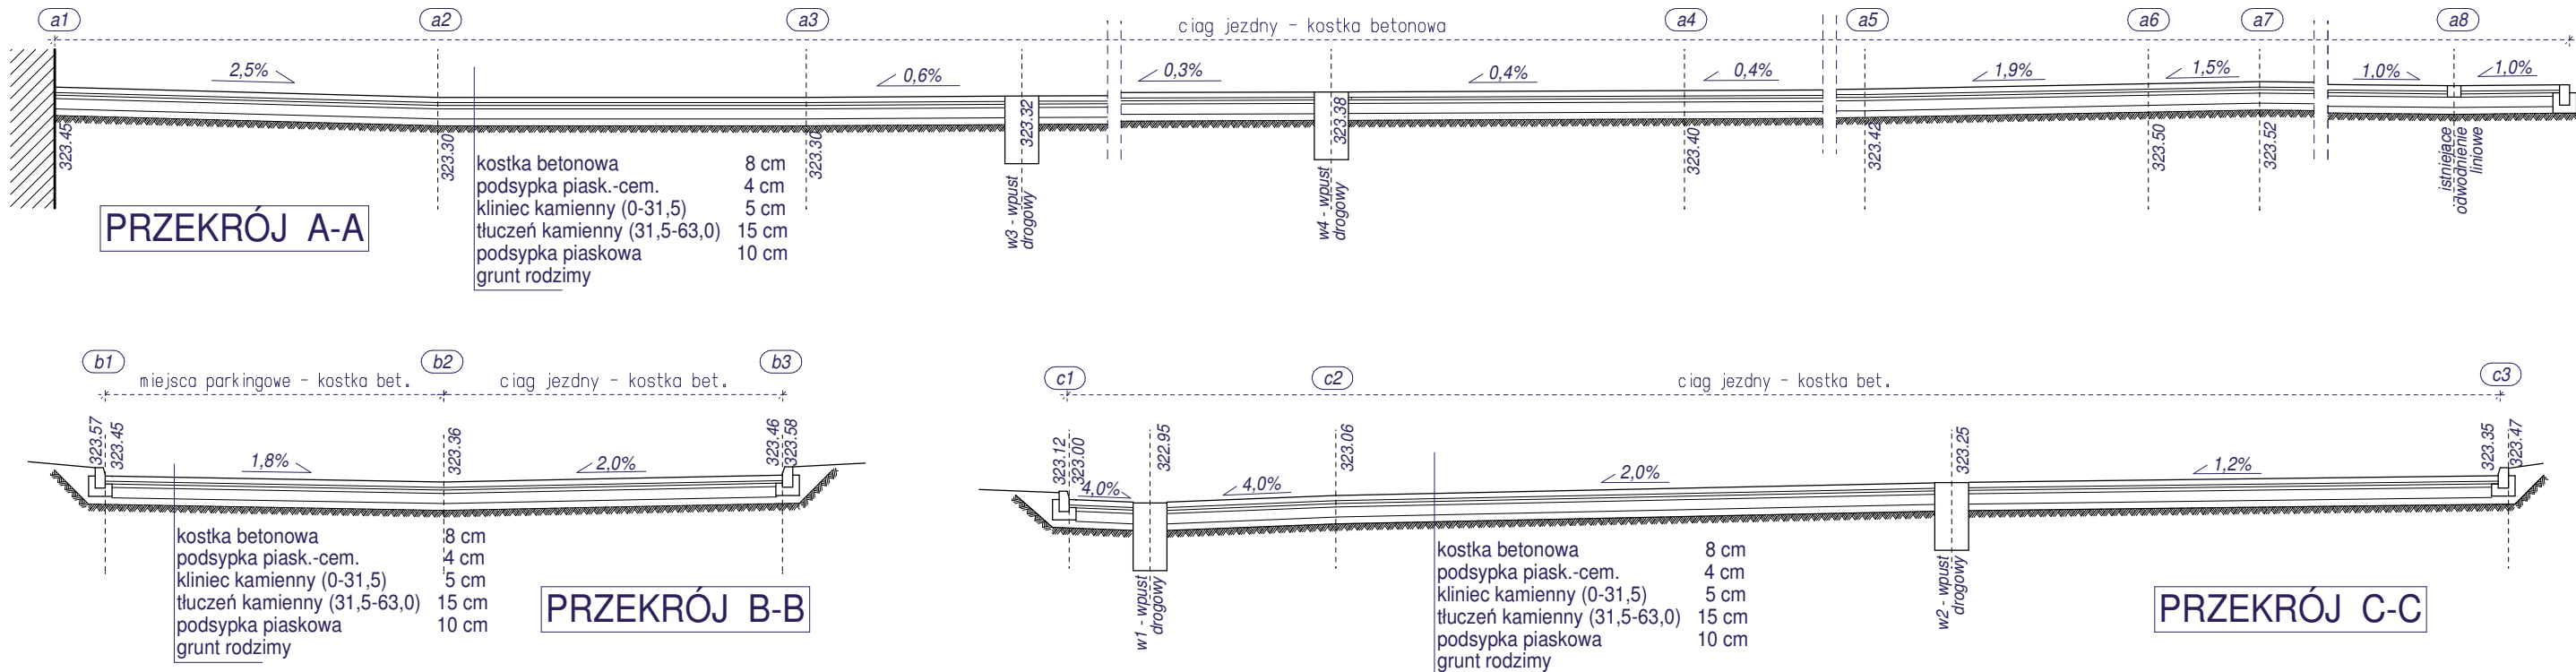 a1 a2 a3 a4 a5 a6 a7 a8
ciąg jezdny - kostka betonowa
2,5% 0,6% 0,3% 0,4% 0,4% 1,9% 1,5% 1,0% 1,0%
323.45 323.30 323.30 323.32 323.38 323.40 323.42 323.50 323.52
w3 - wpust
drogowy
w4 - wpust
drogowy
istniejące
odwodnienie
liniowe
kostka betonowa 8 cm
podsypka piask.-cem. 4 cm
kliniec kamienny (0-31,5) 5 cm
tłuczeń kamienny (31,5-63,0) 15 cm
podsypka piaskowa 10 cm
grunt rodzimy
PRZEKRÓJ A-A
b1 b2 b3
miejsca parkingowe - kostka bet. ciąg jezdny - kostka bet.
323.57 323.45 323.36 323.46 323.58
1,8% 2,0%
kostka betonowa 8 cm
podsypka piask.-cem. 4 cm
kliniec kamienny (0-31,5) 5 cm
tłuczeń kamienny (31,5-63,0) 15 cm
podsypka piaskowa 10 cm
grunt rodzimy
PRZEKRÓJ B-B
c1 c2 c3
ciąg jezdny - kostka bet.
323.12 323.00 322.95 323.06 323.25 323.35 323.47
4,0% 4,0% 2,0% 1,2%
w1 - wpust
drogowy
w2 - wpust
drogowy
kostka betonowa 8 cm
podsypka piask.-cem. 4 cm
kliniec kamienny (0-31,5) 5 cm
tłuczeń kamienny (31,5-63,0) 15 cm
podsypka piaskowa 10 cm
grunt rodzimy
PRZEKRÓJ C-C